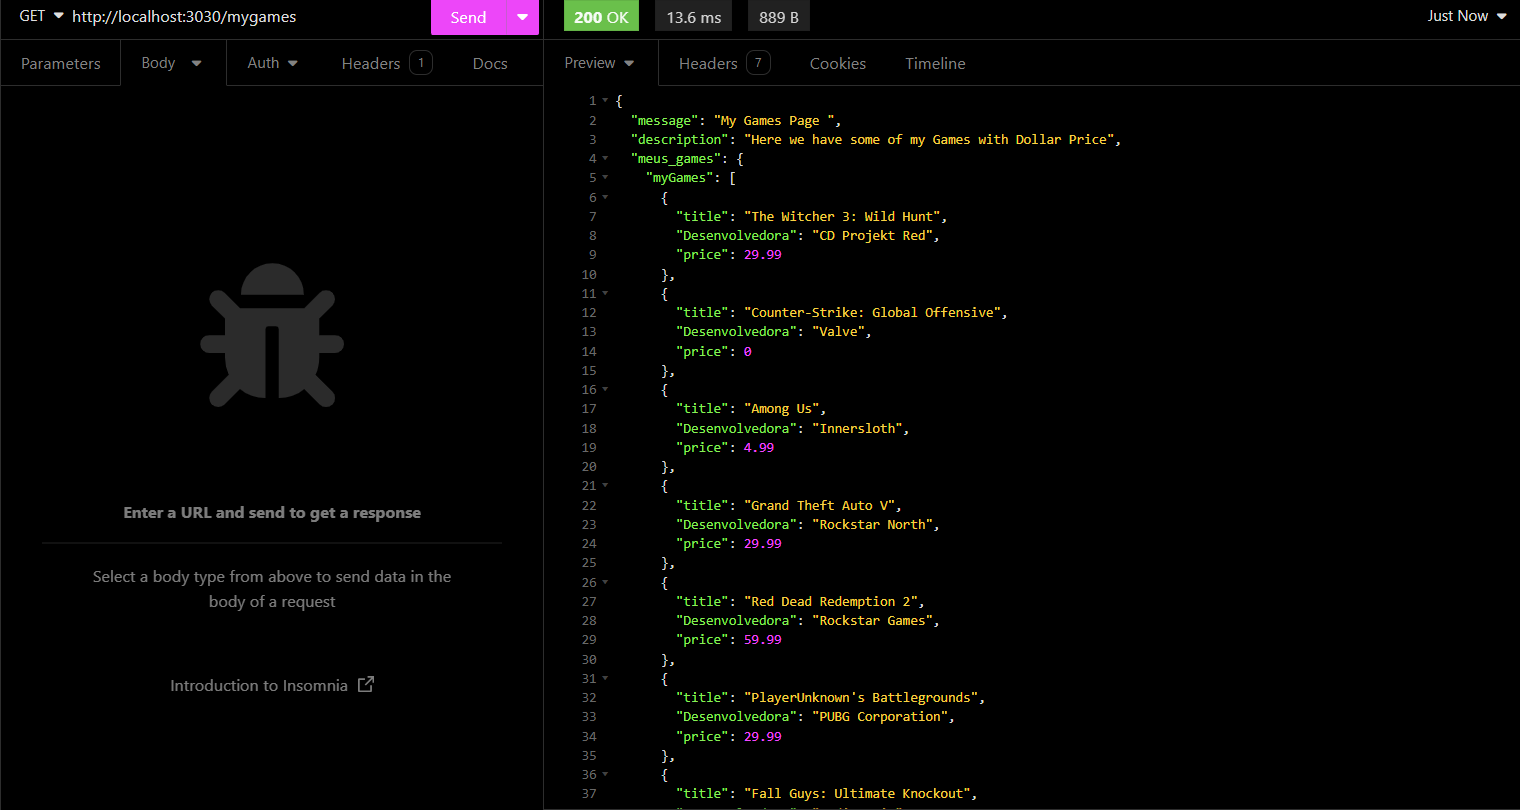 GET http://localhost:3030/mygames Send 200 OK 13.6 ms 889 B Just Now
Parameters Body Auth Headers 1 Docs Preview Headers 7 Cookies Timeline
Enter a URL and send to get a response
Select a body type from above to send data in the
body of a request
Introduction to Insomnia
1 {
2 "message": "My Games Page ",
3 "description": "Here we have some of my Games with Dollar Price",
4 "meus_games": {
5 "myGames": [
6 {
7 "title": "The Witcher 3: Wild Hunt",
8 "Desenvolvedora": "CD Projekt Red",
9 "price": 29.99
10 },
11 {
12 "title": "Counter-Strike: Global Offensive",
13 "Desenvolvedora": "Valve",
14 "price": 0
15 },
16 {
17 "title": "Among Us",
18 "Desenvolvedora": "Innersloth",
19 "price": 4.99
20 },
21 {
22 "title": "Grand Theft Auto V",
23 "Desenvolvedora": "Rockstar North",
24 "price": 29.99
25 },
26 {
27 "title": "Red Dead Redemption 2",
28 "Desenvolvedora": "Rockstar Games",
29 "price": 59.99
30 },
31 {
32 "title": "PlayerUnknown's Battlegrounds",
33 "Desenvolvedora": "PUBG Corporation",
34 "price": 29.99
35 },
36 {
37 "title": "Fall Guys: Ultimate Knockout",